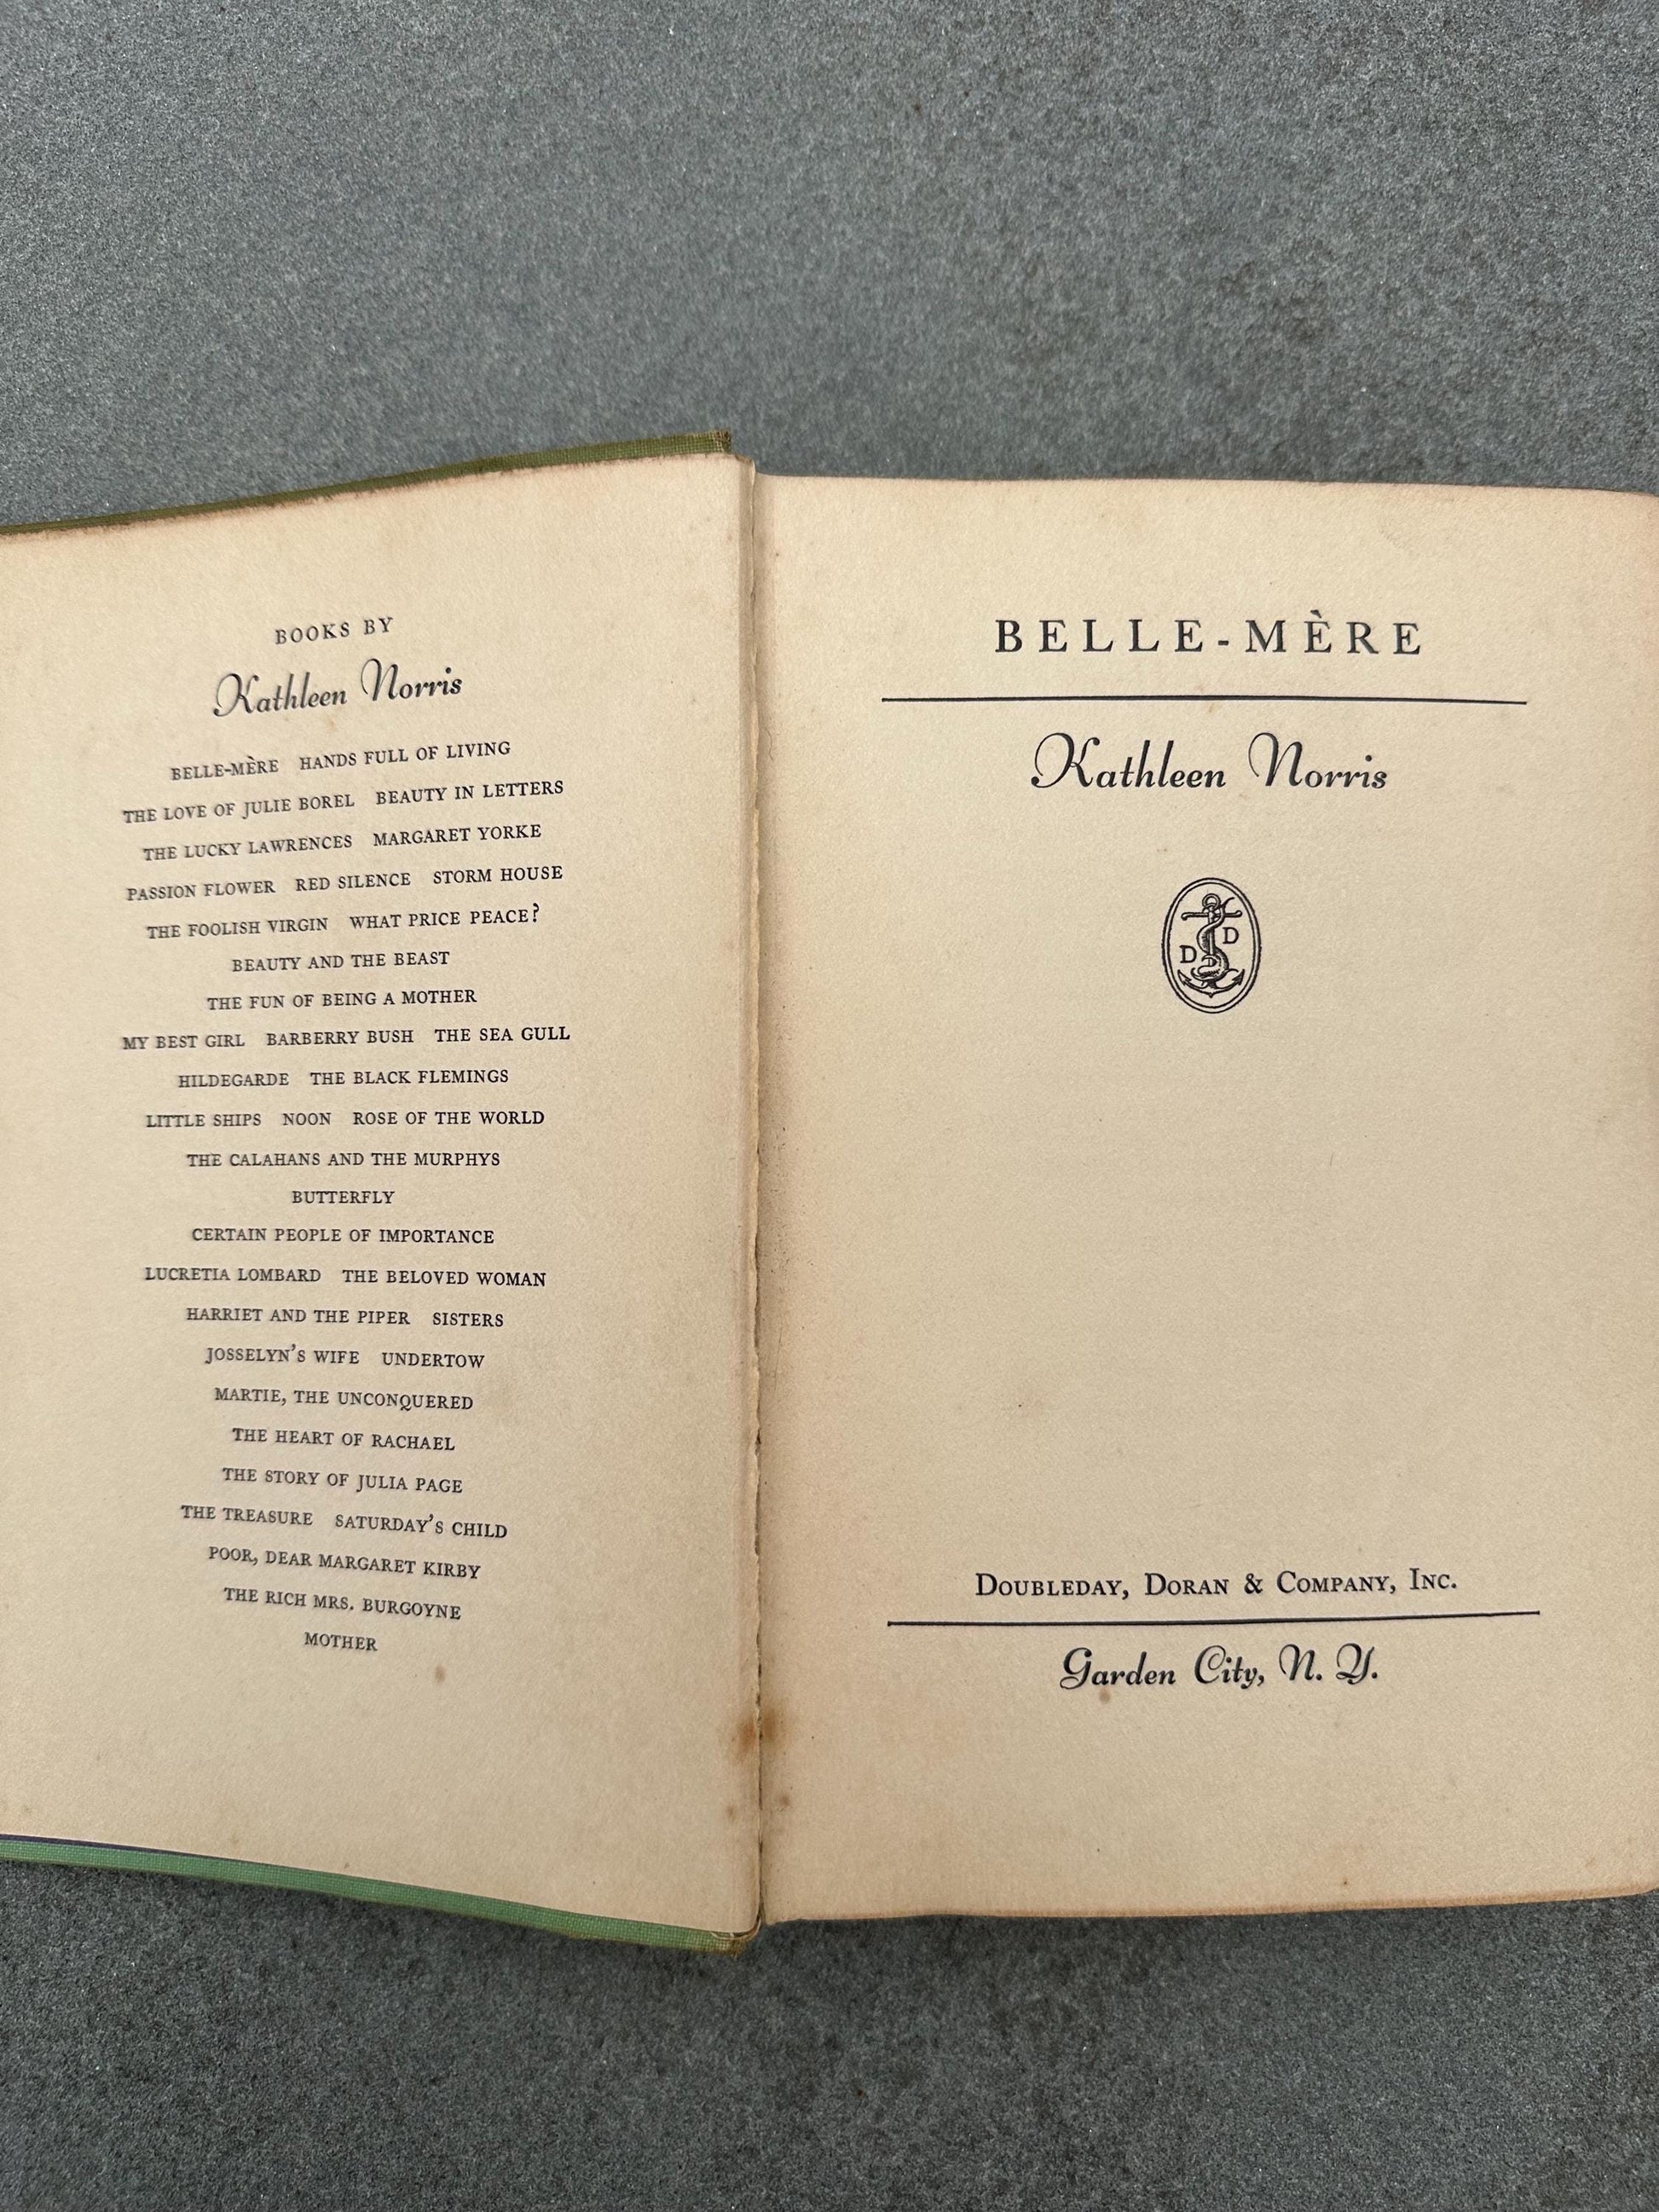 BOOKS BY
Kathleen Norris
BELLE-MÈRE HANDS FULL OF LIVING
THE LOVE OF JULIE BOREL BEAUTY IN LETTERS
THE LUCKY LAWRENCES MARGARET YORKE
PASSION FLOWER RED SILENCE STORM HOUSE
THE FOOLISH VIRGIN WHAT PRICE PEACE?
BEAUTY AND THE BEAST
THE FUN OF BEING A MOTHER
MY BEST GIRL BARBERRY BUSH THE SEA GULL
HILDEGARDE THE BLACK FLEMINGS
LITTLE SHIPS NOON ROSE OF THE WORLD
THE CALAHANS AND THE MURPHYS
BUTTERFLY
CERTAIN PEOPLE OF IMPORTANCE
LUCRETIA LOMBARD THE BELOVED WOMAN
HARRIET AND THE PIPER SISTERS
JOSSELYN'S WIFE UNDERTOW
MARTIE, THE UNCONQUERED
THE HEART OF RACHAEL
THE STORY OF JULIA PAGE
THE TREASURE SATURDAY'S CHILD
POOR, DEAR MARGARET KIRBY
THE RICH MRS. BURGOYNE
MOTHER
BELLE-MÈRE
Kathleen Norris
D D
DOUBLEDAY, DORAN & COMPANY, INC.
Garden City, N. Y.